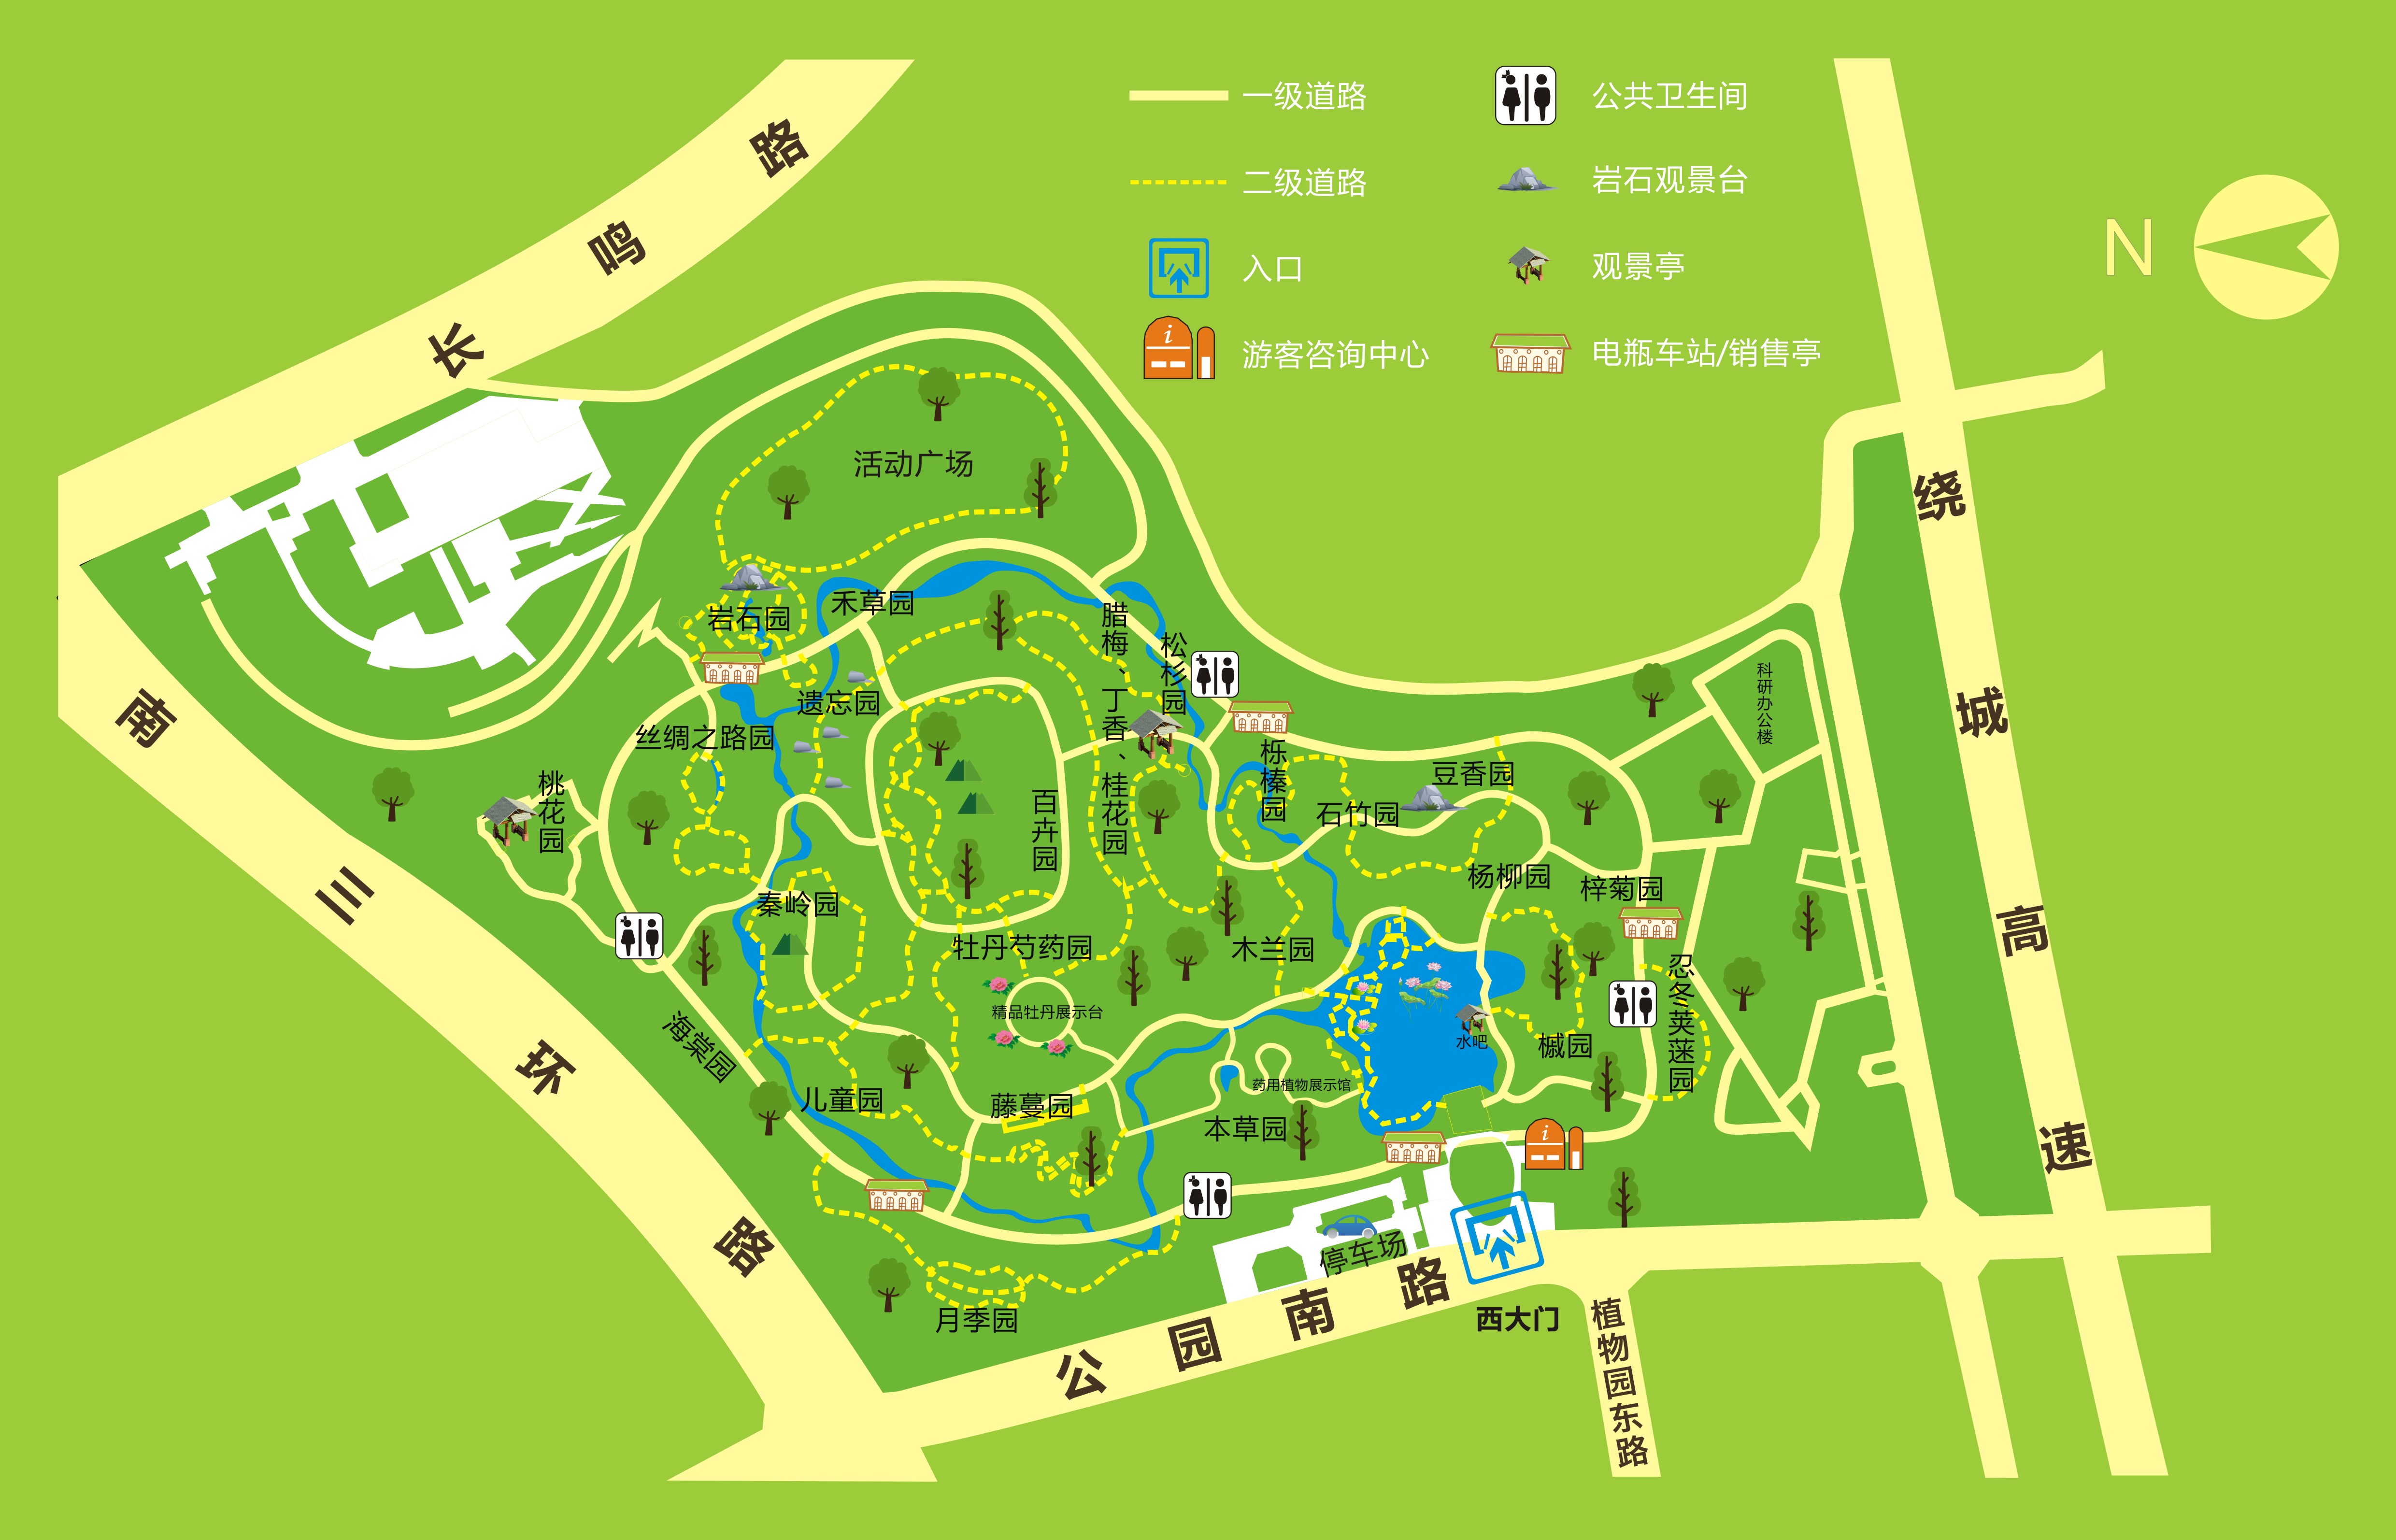 一级道路
公共卫生间
二级道路
岩石观景台
入口
观景亭
i
游客咨询中心
电瓶车站/销售亭
N
长鸣路
绕城高速
南三环路
公园南路
植物园东路
活动广场
岩石园
禾草园
腊梅、丁香、桂花园
松杉园
科研办公楼
遗忘园
丝绸之路园
桃花园
百卉园
栎榛园
豆香园
石竹园
杨柳园
梓菊园
秦岭园
牡丹芍药园
木兰园
忍冬荚蒾园
精品牡丹展示台
水吧
槭园
海棠园
儿童园
藤蔓园
药用植物展示馆
本草园
i
停车场
月季园
西大门